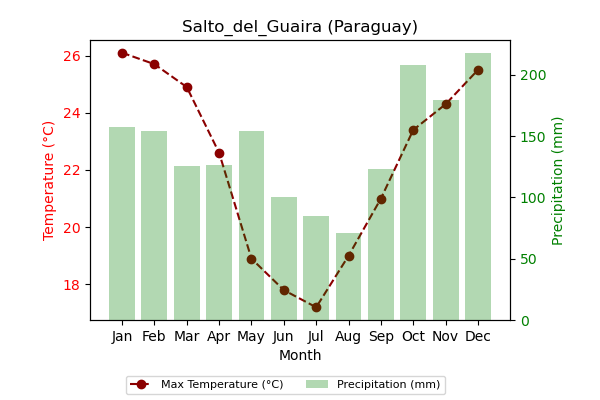 Salto_del_Guaira (Paraguay)
26
24
22
20
18
Temperature (°C)
200
150
100
50
0
Precipitation (mm)
Jan Feb Mar Apr May Jun Jul Aug Sep Oct Nov Dec
Month
Max Temperature (°C) Precipitation (mm)